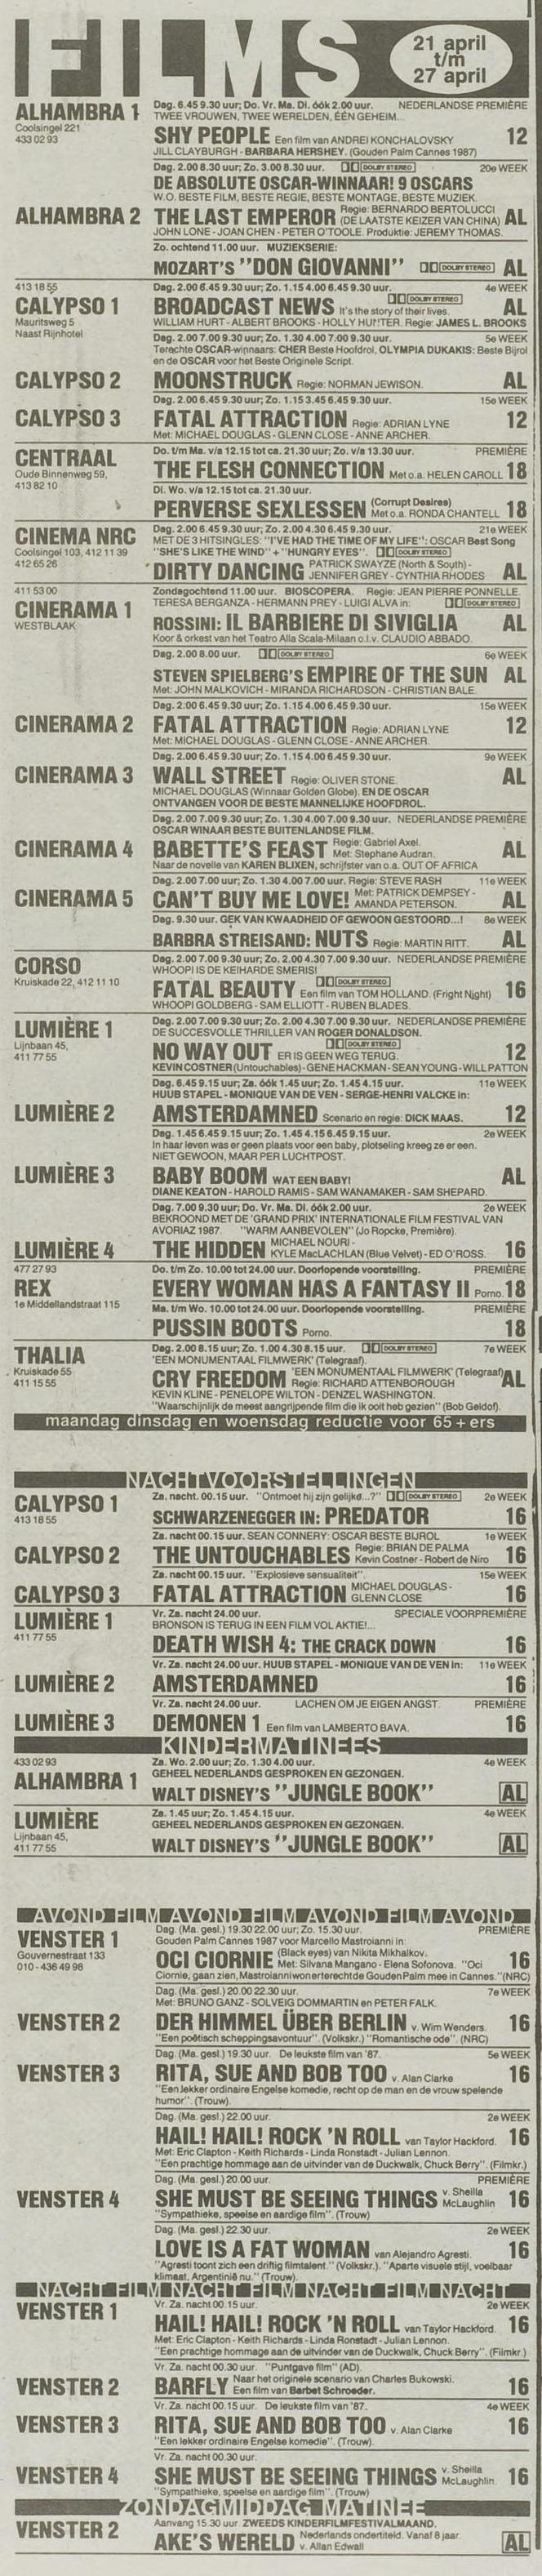 FILMS
21 april
t/m
27 april
ALHAMBRA 1
Coolsingel 221
433 02 93
Dag. 6.45 9.30 uur; Do. Vr. Ma. Di. óók 2.00 uur. NEDERLANDSE PREMIÈRE
TWEE VROUWEN, TWEE WERELDEN, ÉÉN GEHEIM...
SHY PEOPLE Een film van ANDREI KONCHALOVSKY 12
JILL CLAYBURGH - BARBARA HERSHEY. (Gouden Palm Cannes 1987)
Dag. 2.00 8.30 uur; Zo. 3.00 8.30 uur. DOLBY STEREO 20e WEEK
DE ABSOLUTE OSCAR-WINNAAR! 9 OSCARS
W.O. BESTE FILM, BESTE REGIE, BESTE MONTAGE, BESTE MUZIEK.
ALHAMBRA 2 THE LAST EMPEROR Regie: BERNARDO BERTOLUCCI (DE LAATSTE KEIZER VAN CHINA) AL
JOHN LONE - JOAN CHEN - PETER O'TOOLE. Produktie: JEREMY THOMAS.
Zo. ochtend 11.00 uur. MUZIEKSERIE:
MOZART'S "DON GIOVANNI" DOLBY STEREO AL
413 18 55
CALYPSO 1
Mauritsweg 5
Naast Rijnhotel
Dag. 2.00 6.45 9.30 uur; Zo. 1.15 4.00 6.45 9.30 uur. 4e WEEK
DOLBY STEREO
BROADCAST NEWS It's the story of their lives. AL
WILLIAM HURT - ALBERT BROOKS - HOLLY HUNTER. Regie: JAMES L. BROOKS
Dag. 2.00 7.00 9.30 uur; Zo. 1.30 4.00 7.00 9.30 uur. 5e WEEK
Terechte OSCAR-winnaars: CHER Beste Hoofdrol, OLYMPIA DUKAKIS: Beste Bijrol
en de OSCAR voor het Beste Originele Script.
CALYPSO 2 MOONSTRUCK Regie: NORMAN JEWISON. AL
Dag. 2.00 6.45 9.30 uur; Zo. 1.15 3.45 6.45 9.30 uur. 15e WEEK
CALYPSO 3 FATAL ATTRACTION Regie: ADRIAN LYNE 12
Met: MICHAEL DOUGLAS - GLENN CLOSE - ANNE ARCHER.
CENTRAAL
Oude Binnenweg 59,
413 82 10
Do. t/m Ma. v/a 12.15 tot ca. 21.30 uur; Zo. v/a 13.30 uur. PREMIÈRE
THE FLESH CONNECTION Met o.a. HELEN CAROLL 18
Di. Wo. v/a 12.15 tot ca. 21.30 uur.
PERVERSE SEXLESSEN (Corrupt Desires) Met o.a. RONDA CHANTELL 18
CINEMA NRC
Coolsingel 103, 412 11 39
412 65 26
Dag. 2.00 6.45 9.30 uur; Zo. 2.00 4.30 6.45 9.30 uur. 21e WEEK
MET DE 3 HITSINGLES: "I'VE HAD THE TIME OF MY LIFE": OSCAR Best Song
"SHE'S LIKE THE WIND" + "HUNGRY EYES". DOLBY STEREO
DIRTY DANCING PATRICK SWAYZE (North & South) - JENNIFER GREY - CYNTHIA RHODES AL
411 53 00
CINERAMA 1
WESTBLAAK
Zondagochtend 11.00 uur. BIOSCOPERA. Regie: JEAN PIERRE PONNELLE.
TERESA BERGANZA - HERMANN PREY - LUIGI ALVA in: DOLBY STEREO
ROSSINI: IL BARBIERE DI SIVIGLIA AL
Koor & orkest van het Teatro Alla Scala-Milaan o.l.v. CLAUDIO ABBADO.
Dag. 2.00 8.00 uur. DOLBY STEREO 6e WEEK
STEVEN SPIELBERG'S EMPIRE OF THE SUN AL
Met: JOHN MALKOVICH - MIRANDA RICHARDSON - CHRISTIAN BALE.
Dag. 2.00 6.45 9.30 uur; Zo. 1.15 4.00 6.45 9.30 uur. 15e WEEK
CINERAMA 2 FATAL ATTRACTION Regie: ADRIAN LYNE 12
Met: MICHAEL DOUGLAS - GLENN CLOSE - ANNE ARCHER.
Dag. 2.00 6.45 9.30 uur; Zo. 1.15 4.00 6.45 9.30 uur. 9e WEEK
CINERAMA 3 WALL STREET Regie: OLIVER STONE. AL
MICHAEL DOUGLAS (Winnaar Golden Globe). EN DE OSCAR
ONTVANGEN VOOR DE BESTE MANNELIJKE HOOFDROL.
Dag. 2.00 7.00 9.30 uur; Zo. 1.30 4.00 7.00 9.30 uur. NEDERLANDSE PREMIÈRE
OSCAR WINAAR BESTE BUITENLANDSE FILM.
CINERAMA 4 BABETTE'S FEAST Regie: Gabriel Axel. Met: Stephane Audran. AL
Naar de novelle van KAREN BLIXEN, schrijfster van o.a. OUT OF AFRICA
Dag. 2.00 7.00 uur; Zo. 1.30 4.00 7.00 uur. Regie: STEVE RASH 11e WEEK
CINERAMA 5 CAN'T BUY ME LOVE! Met: PATRICK DEMPSEY - AMANDA PETERSON. AL
Dag. 9.30 uur. GEK VAN KWAADHEID OF GEWOON GESTOORD...! 8e WEEK
BARBRA STREISAND: NUTS Regie: MARTIN RITT. AL
CORSO
Kruiskade 22, 412 11 10
Dag. 2.00 7.00 9.30 uur; Zo. 2.00 4.30 7.00 9.30 uur. NEDERLANDSE PREMIÈRE
WHOOPI IS DE KEIHARDE SMERIS! DOLBY STEREO
FATAL BEAUTY Een film van TOM HOLLAND. (Fright Night) 16
WHOOPI GOLDBERG - SAM ELLIOTT - RUBEN BLADES.
LUMIÈRE 1
Lijnbaan 45,
411 77 55
Dag. 2.00 7.00 9.30 uur; Zo. 2.00 4.30 7.00 9.30 uur. NEDERLANDSE PREMIÈRE
DE SUCCESVOLLE THRILLER VAN ROGER DONALDSON.
DOLBY STEREO
NO WAY OUT ER IS GEEN WEG TERUG. 12
KEVIN COSTNER (Untouchables) - GENE HACKMAN - SEAN YOUNG - WILL PATTON
Dag. 6.45 9.15 uur; Za. óók 1.45 uur; Zo. 1.45 4.15 uur. 11e WEEK
HUUB STAPEL - MONIQUE VAN DE VEN - SERGE-HENRI VALCKE in:
LUMIÈRE 2 AMSTERDAMNED Scenario en regie: DICK MAAS. 12
Dag. 1.45 6.45 9.15 uur; Zo. 1.45 4.15 6.45 9.15 uur. 2e WEEK
In haar leven was er geen plaats voor een baby, plotseling kreeg ze er een.
NIET GEWOON, MAAR PER LUCHTPOST.
LUMIÈRE 3 BABY BOOM WAT EEN BABY! AL
DIANE KEATON - HAROLD RAMIS - SAM WANAMAKER - SAM SHEPARD.
Dag. 7.00 9.30 uur; Do. Vr. Ma. Di. óók 2.00 uur. 2e WEEK
BEKROOND MET DE 'GRAND PRIX' INTERNATIONALE FILM FESTIVAL VAN
AVORIAZ 1987. "WARM AANBEVOLEN" (Jo Ropcke, Première).
LUMIÈRE 4 THE HIDDEN MICHAEL NOURI - KYLE MacLACHLAN (Blue Velvet) - ED O'ROSS. 16
477 27 93
REX
1e Middellandstraat 115
Do. t/m Zo. 10.00 tot 24.00 uur. Doorlopende voorstelling. PREMIÈRE
EVERY WOMAN HAS A FANTASY II Porno. 18
Ma. t/m Wo. 10.00 tot 24.00 uur. Doorlopende voorstelling. PREMIÈRE
PUSSIN BOOTS Porno. 18
THALIA
Kruiskade 55
411 15 55
Dag. 2.00 8.15 uur; Zo. 1.00 4.30 8.15 uur. DOLBY STEREO 7e WEEK
'EEN MONUMENTAAL FILMWERK' (Telegraaf).
CRY FREEDOM 'EEN MONUMENTAAL FILMWERK' (Telegraaf) Regie: RICHARD ATTENBOROUGH AL
KEVIN KLINE - PENELOPE WILTON - DENZEL WASHINGTON.
"Waarschijnlijk de meest aangrijpende film die ik ooit heb gezien" (Bob Geldof).
maandag dinsdag en woensdag reductie voor 65+ers
NACHTVOORSTELLINGEN
CALYPSO 1
413 18 55
Za. nacht. 00.15 uur. "Ontmoet hij zijn gelijke...?" DOLBY STEREO 2e WEEK
SCHWARZENEGGER IN: PREDATOR 16
Za. nacht 00.15 uur. SEAN CONNERY: OSCAR BESTE BIJROL 1e WEEK
CALYPSO 2 THE UNTOUCHABLES Regie: BRIAN DE PALMA Kevin Costner - Robert de Niro 16
Za. nacht 00.15 uur. "Explosieve sensualiteit". 15e WEEK
CALYPSO 3 FATAL ATTRACTION MICHAEL DOUGLAS - GLENN CLOSE 16
LUMIÈRE 1
411 77 55
Vr. Za. nacht 24.00 uur. SPECIALE VOORPREMIÈRE
BRONSON IS TERUG IN EEN FILM VOL AKTIE!...
DEATH WISH 4: THE CRACK DOWN 16
Vr. Za. nacht 24.00 uur. HUUB STAPEL - MONIQUE VAN DE VEN in: 11e WEEK
LUMIÈRE 2 AMSTERDAMNED 16
Vr. Za. nacht 24.00 uur. LACHEN OM JE EIGEN ANGST. PREMIÈRE
LUMIÈRE 3 DEMONEN 1 Een film van LAMBERTO BAVA. 16
KINDERMATINEES
433 02 93
ALHAMBRA 1
Za. Wo. 2.00 uur; Zo. 1.30 4.00 uur. 4e WEEK
GEHEEL NEDERLANDS GESPROKEN EN GEZONGEN.
WALT DISNEY'S "JUNGLE BOOK" AL
LUMIÈRE
Lijnbaan 45,
411 77 55
Za. 1.45 uur; Zo. 1.45 4.15 uur. 4e WEEK
GEHEEL NEDERLANDS GESPROKEN EN GEZONGEN.
WALT DISNEY'S "JUNGLE BOOK" AL
AVOND FILM AVOND FILM AVOND FILM AVOND
VENSTER 1
Gouvernestraat 133
010 - 436 49 98
Dag. (Ma. gesl.) 19.30 22.00 uur; Zo. 15.30 uur. PREMIÈRE
Gouden Palm Cannes 1987 voor Marcello Mastroianni in:
OCI CIORNIE (Black eyes) van Nikita Mikhalkov. Met: Silvana Mangano - Elena Sofonova. "Oci 16
Ciornie, gaan zien, Mastroianni won er terecht de Gouden Palm mee in Cannes." (NRC)
Dag. (Ma. gesl.) 20.00 22.30 uur. 7e WEEK
Met: BRUNO GANZ - SOLVEIG DOMMARTIN en PETER FALK.
VENSTER 2 DER HIMMEL ÜBER BERLIN v. Wim Wenders. 16
"Een poëtisch scheppingsavontuur". (Volkskr.) "Romantische ode". (NRC)
Dag. (Ma. gesl.) 19.30 uur. De leukste film van '87. 5e WEEK
VENSTER 3 RITA, SUE AND BOB TOO v. Alan Clarke 16
"Een lekker ordinaire Engelse komedie, recht op de man en de vrouw spelende
humor". (Trouw).
Dag. (Ma. gesl.) 22.00 uur. 2e WEEK
HAIL! HAIL! ROCK 'N ROLL van Taylor Hackford. 16
Met: Eric Clapton - Keith Richards - Linda Ronstadt - Julian Lennon.
"Een prachtige hommage aan de uitvinder van de Duckwalk, Chuck Berry". (Filmkr.)
Dag. (Ma. gesl.) 20.00 uur. PREMIÈRE
VENSTER 4 SHE MUST BE SEEING THINGS v. Sheilla McLaughlin 16
"Sympathieke, speelse en aardige film". (Trouw)
Dag. (Ma. gesl.) 22.30 uur. 2e WEEK
LOVE IS A FAT WOMAN van Alejandro Agresti. 16
"Agresti toont zich een driftig filmtalent." (Volkskr.). "Aparte visuele stijl, voelbaar
klimaat, Argentinië nu." (Trouw).
NACHT FILM NACHT FILM NACHT FILM NACHT
VENSTER 1
Vr. Za. nacht 00.15 uur. 2e WEEK
HAIL! HAIL! ROCK 'N ROLL van Taylor Hackford. 16
Met: Eric Clapton - Keith Richards - Linda Ronstadt - Julian Lennon.
"Een prachtige hommage aan de uitvinder van de Duckwalk, Chuck Berry". (Filmkr.)
Vr. Za. nacht 00.30 uur. "Puntgave film" (AD).
VENSTER 2 BARFLY Naar het originele scenario van Charles Bukowski. Een film van Barbet Schroeder. 16
Vr. Za. nacht 00.15 uur. De leukste film van '87. 4e WEEK
VENSTER 3 RITA, SUE AND BOB TOO v. Alan Clarke 16
"Een lekker ordinaire Engelse komedie". (Trouw).
Vr. Za. nacht 00.30 uur.
VENSTER 4 SHE MUST BE SEEING THINGS v. Sheilla McLaughlin. 16
"Sympathieke, speelse en aardige film". (Trouw)
ZONDAGMIDDAG MATINEE
Aanvang 15.30 uur. ZWEEDS KINDERFILMFESTIVALMAAND.
VENSTER 2 AKE'S WERELD Nederlands ondertiteld. Vanaf 8 jaar. v. Allan Edwall AL